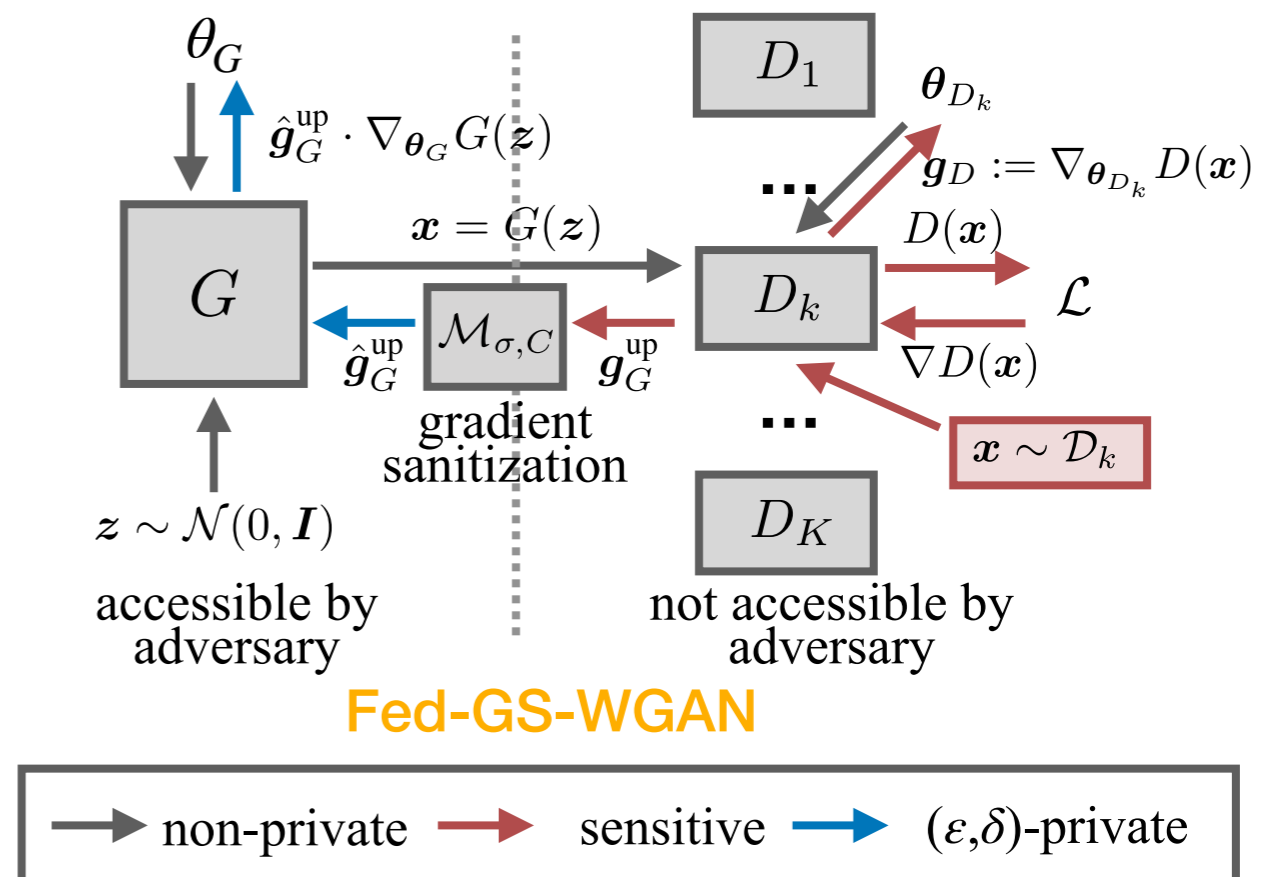 θ_G
ĝ_G^up · ∇_{θ_G} G(z)
D_1
θ_{D_k}
...
g_D := ∇_{θ_{D_k}} D(x)
x = G(z)
D(x)
G
D_k
ℒ
ĝ_G^up
ℳ_{σ,C}
g_G^up
∇D(x)
gradient
sanitization
...
x ∼ 𝒟_k
z ∼ 𝒩(0, I)
D_K
accessible by
adversary
not accessible by
adversary
Fed-GS-WGAN
non-private
sensitive
(ε,δ)-private